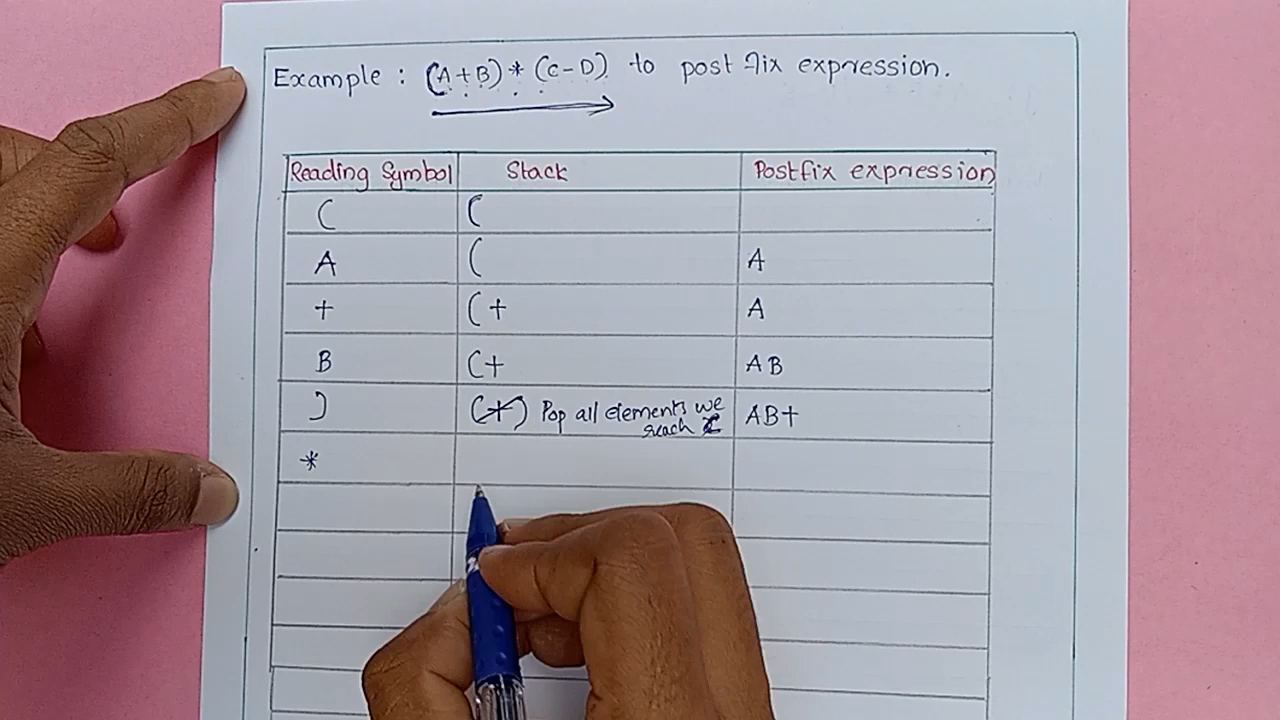 Example : (A+B) * (C-D) to post fix expression.
Reading Symbol Stack Postfix expression
( (
A ( A
+ (+ A
B (+ AB
) (+) Pop all elements we reach ( AB+
*